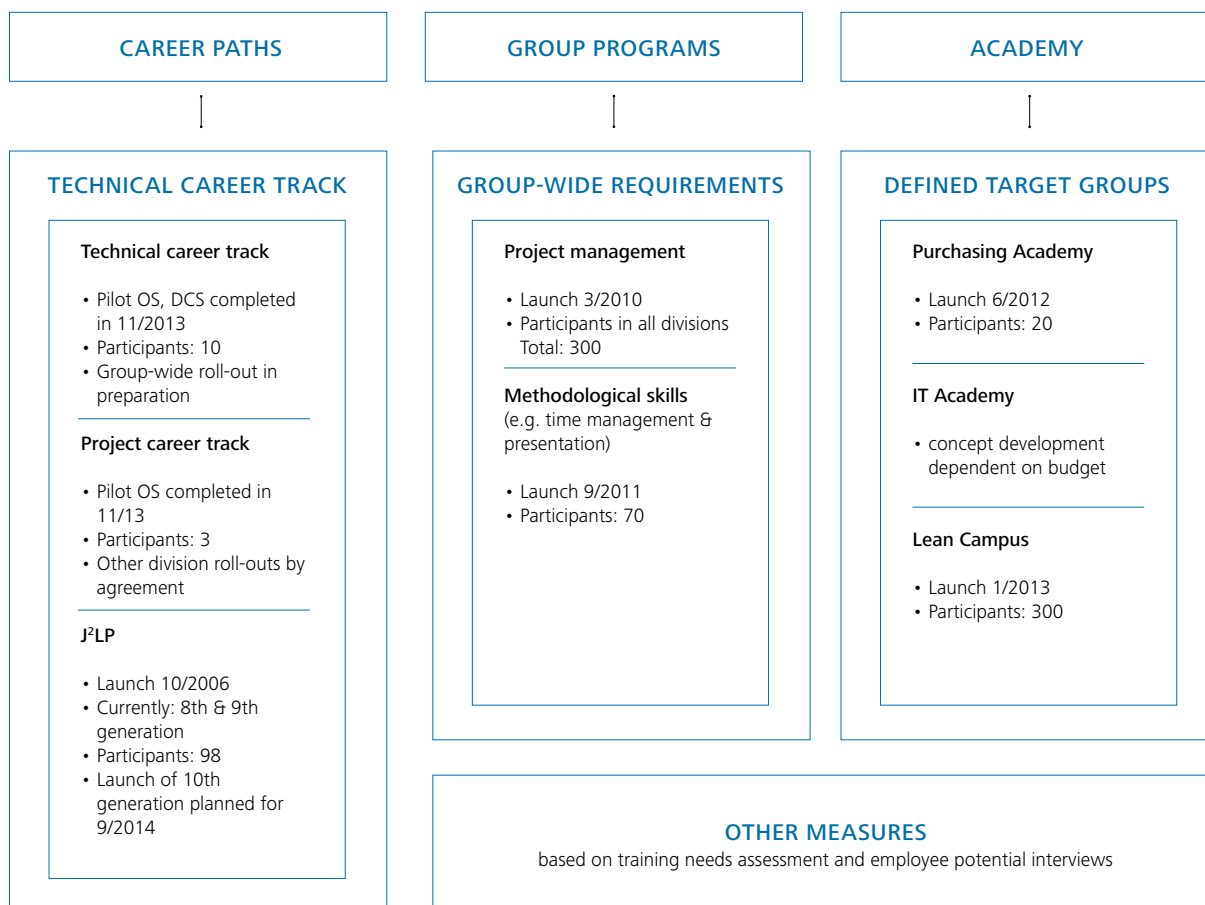 CAREER PATHS
TECHNICAL CAREER TRACK
Technical career track
• Pilot OS, DCS completed
in 11/2013
• Participants: 10
• Group-wide roll-out in
preparation
Project career track
• Pilot OS completed in
11/13
• Participants: 3
• Other division roll-outs by
agreement
J²LP
• Launch 10/2006
• Currently: 8th & 9th
generation
• Participants: 98
• Launch of 10th
generation planned for
9/2014
GROUP PROGRAMS
GROUP-WIDE REQUIREMENTS
Project management
• Launch 3/2010
• Participants in all divisions
Total: 300
Methodological skills
(e.g. time management &
presentation)
• Launch 9/2011
• Participants: 70
ACADEMY
DEFINED TARGET GROUPS
Purchasing Academy
• Launch 6/2012
• Participants: 20
IT Academy
• concept development
dependent on budget
Lean Campus
• Launch 1/2013
• Participants: 300
OTHER MEASURES
based on training needs assessment and employee potential interviews